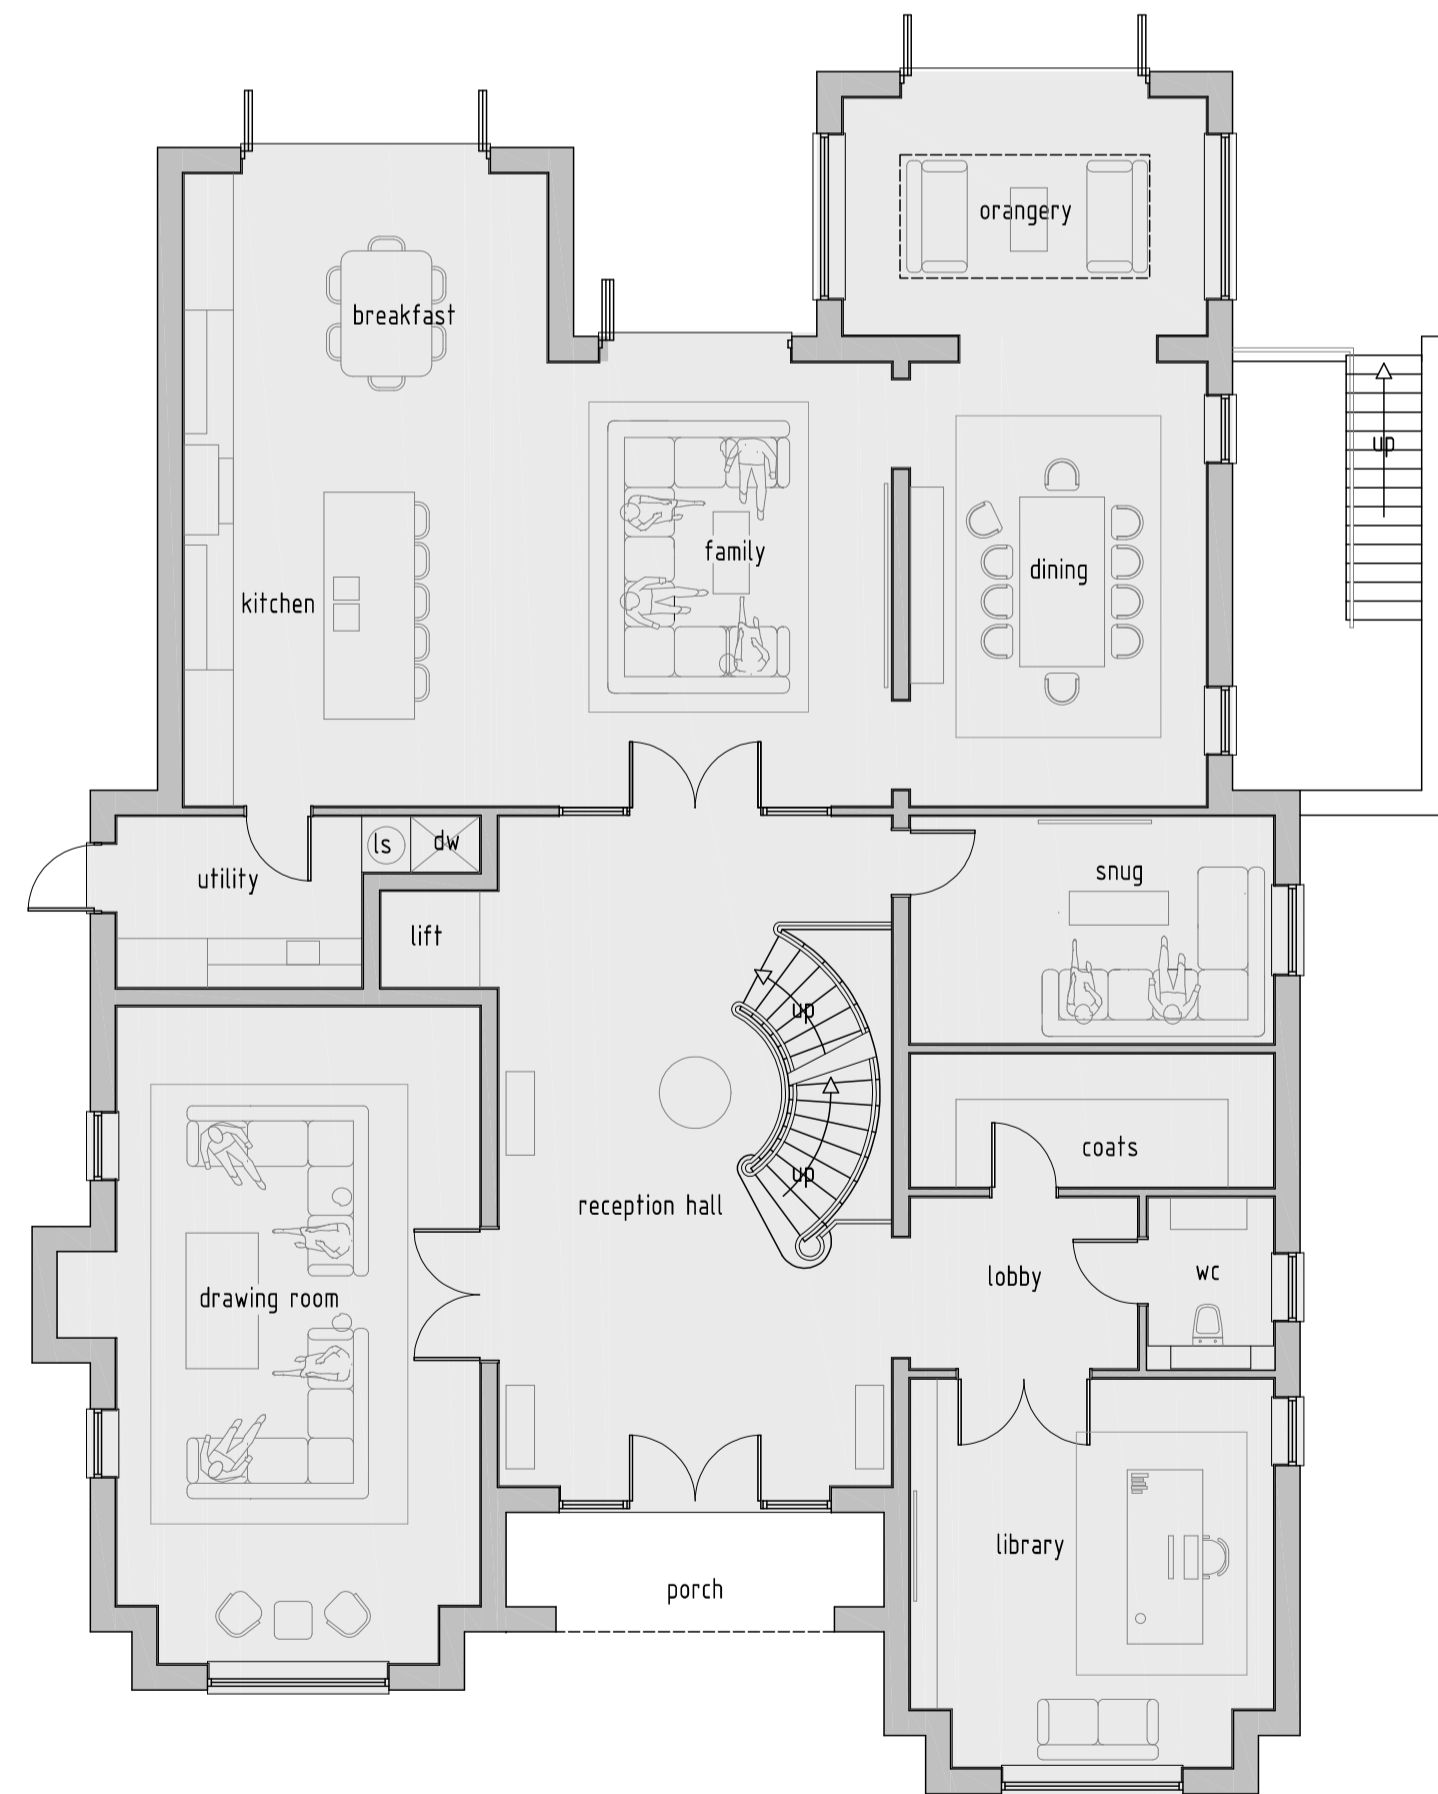 orangery
breakfast
up
family
dining
kitchen
ls
dw
utility
snug
lift
up
coats
up
reception hall
lobby
wc
drawing room
library
porch